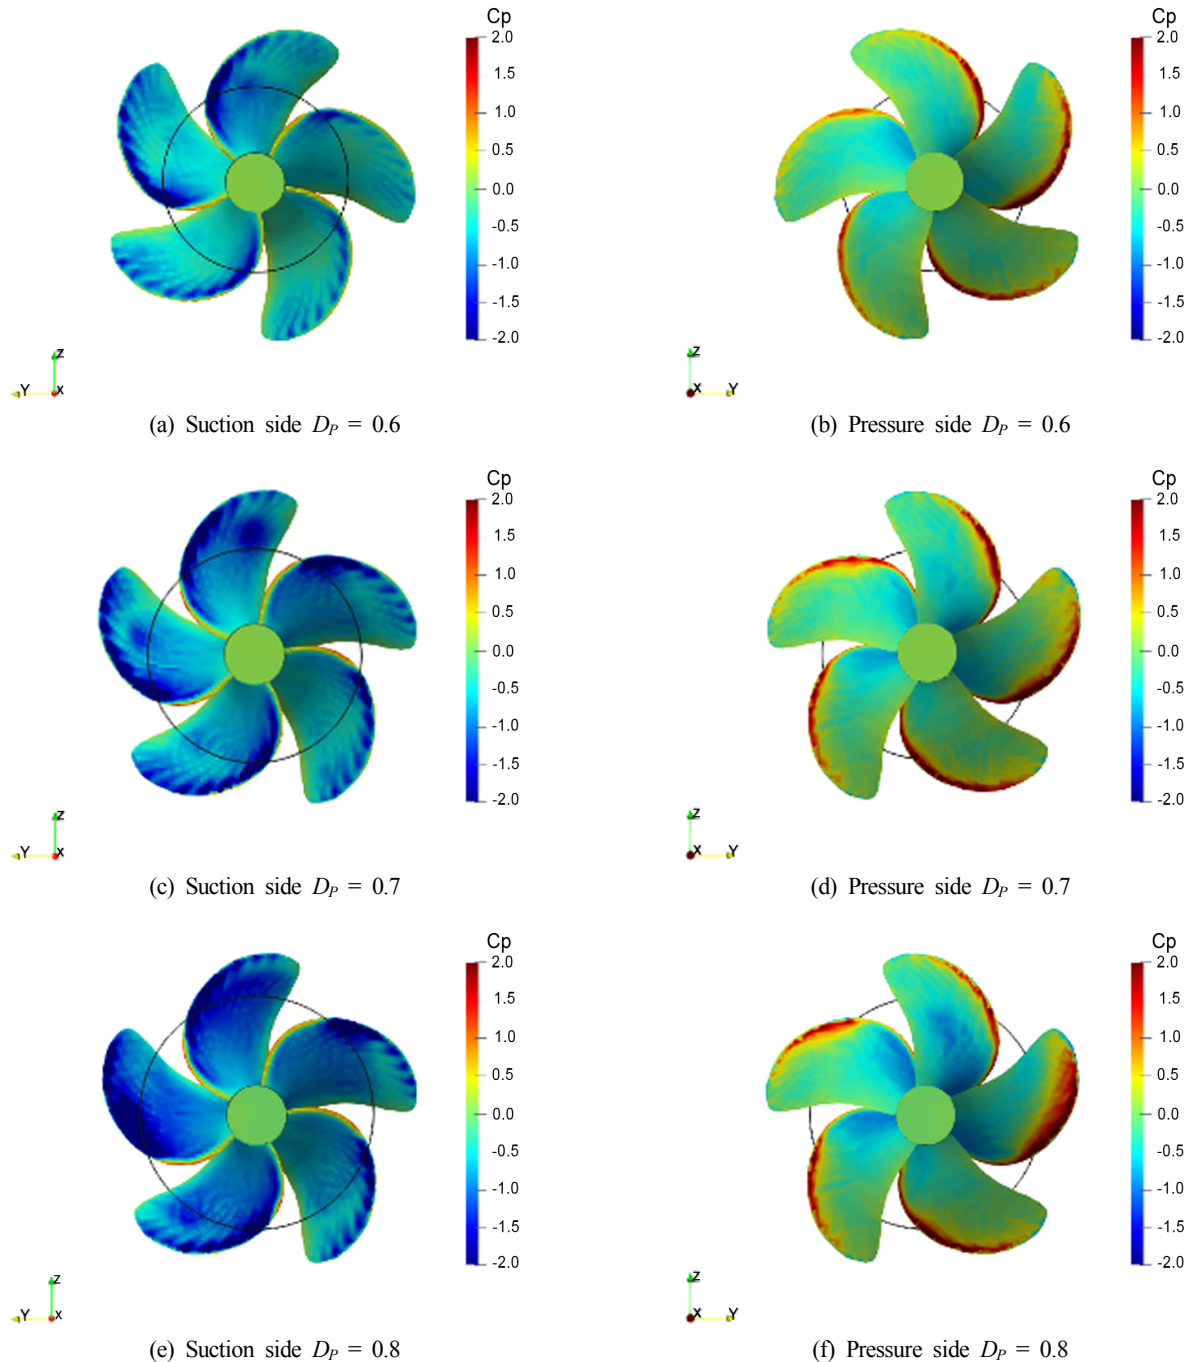 Cp Cp
2.0 2.0
1.5 1.5
1.0 1.0
0.5 0.5
0.0 0.0
-0.5 -0.5
-1.0 -1.0
-1.5 -1.5
-2.0 -2.0
Z Z
Y X X Y
(a) Suction side Dₚ = 0.6 (b) Pressure side Dₚ = 0.6
Cp Cp
2.0 2.0
1.5 1.5
1.0 1.0
0.5 0.5
0.0 0.0
-0.5 -0.5
-1.0 -1.0
-1.5 -1.5
-2.0 -2.0
Z Z
Y X X Y
(c) Suction side Dₚ = 0.7 (d) Pressure side Dₚ = 0.7
Cp Cp
2.0 2.0
1.5 1.5
1.0 1.0
0.5 0.5
0.0 0.0
-0.5 -0.5
-1.0 -1.0
-1.5 -1.5
-2.0 -2.0
Z Z
Y X X Y
(e) Suction side Dₚ = 0.8 (f) Pressure side Dₚ = 0.8